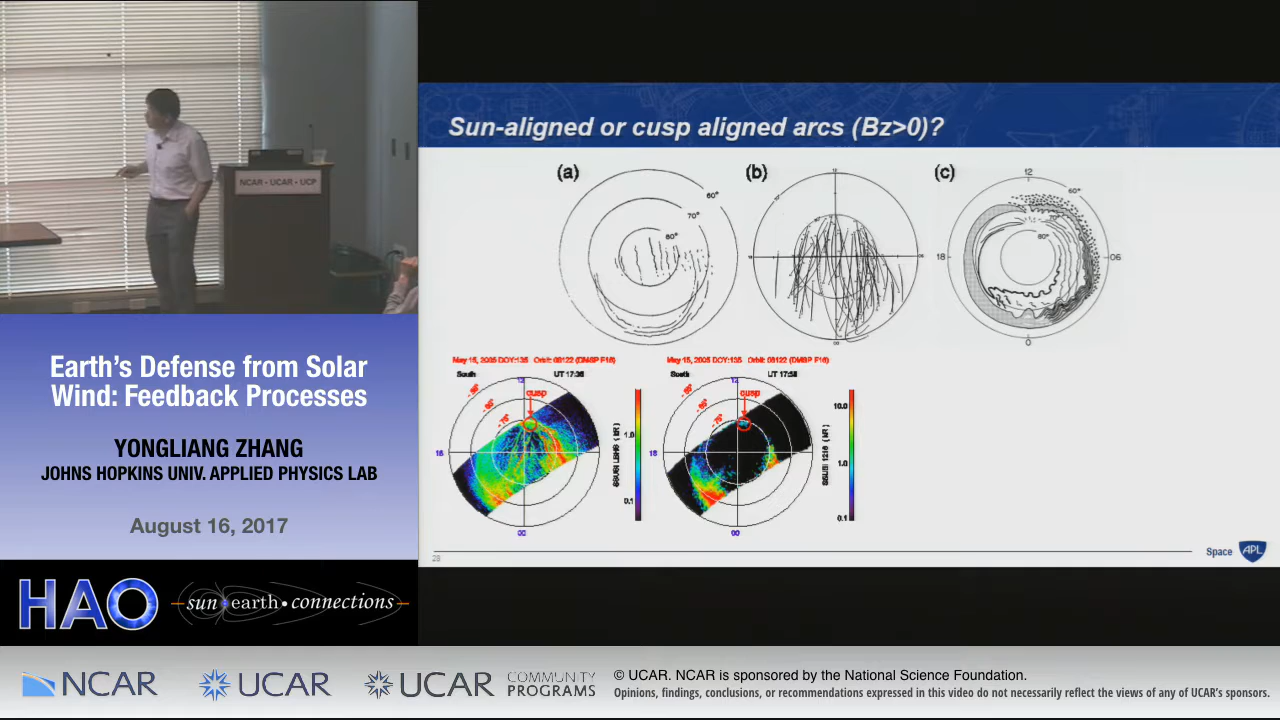 NCAR - UCAR - UCP
Sun-aligned or cusp aligned arcs (Bz>0)?
(a)
60°
70°
80°
(b)
12
(c)
12
60°
80°
18
06
0
May 15, 2005 DOY:135 Orbit: 08122 (DMSP F16)
South
UT 17:38
12
cusp
18
00
1.0
0.1
May 15, 2005 DOY:135 Orbit: 08122 (DMSP F16)
South
UT 17:38
12
cusp
18
00
10.0
1.0
0.1
28
Space APL
Earth's Defense from Solar
Wind: Feedback Processes
YONGLIANG ZHANG
JOHNS HOPKINS UNIV. APPLIED PHYSICS LAB
August 16, 2017
HAO
sun • earth • connections
NCAR
UCAR
UCAR
COMMUNITY
PROGRAMS
© UCAR. NCAR is sponsored by the National Science Foundation.
Opinions, findings, conclusions, or recommendations expressed in this video do not necessarily reflect the views of any of UCAR's sponsors.